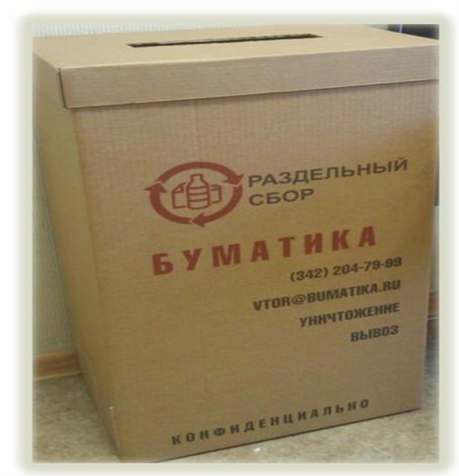 РАЗДЕЛЬНЫЙ
СБОР
БУМАТИКА
(342) 204-79-99
VTOR@BUMATIKA.RU
УНИЧТОЖЕНИЕ
ВЫВОЗ
КОНФИДЕНЦИАЛЬНО